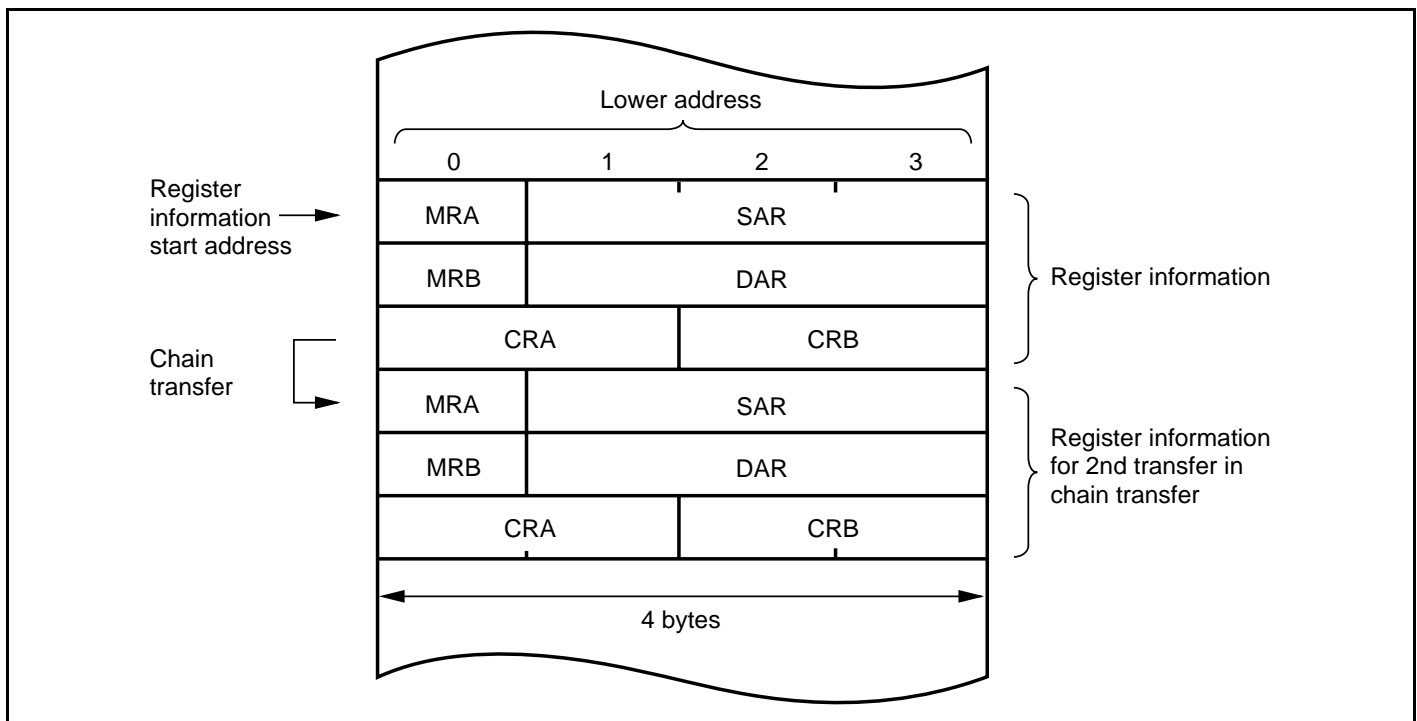 Lower address
0 1 2 3
Register
information
start address
MRA SAR
MRB DAR
Register information
CRA CRB
Chain
transfer
MRA SAR
MRB DAR
Register information
for 2nd transfer in
chain transfer
CRA CRB
4 bytes